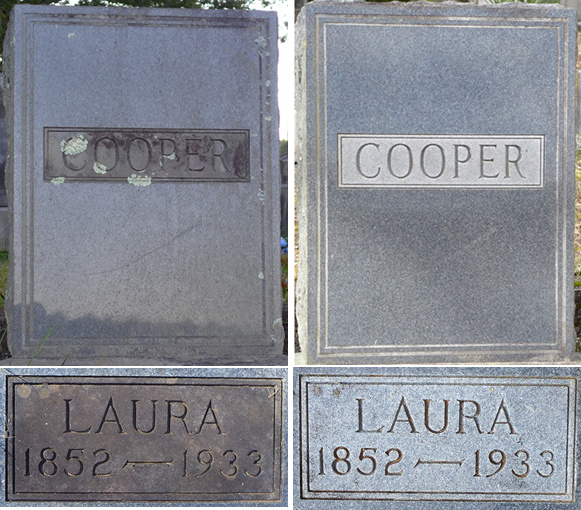 COOPER
COOPER
LAURA
1852 — 1933
LAURA
1852 — 1933